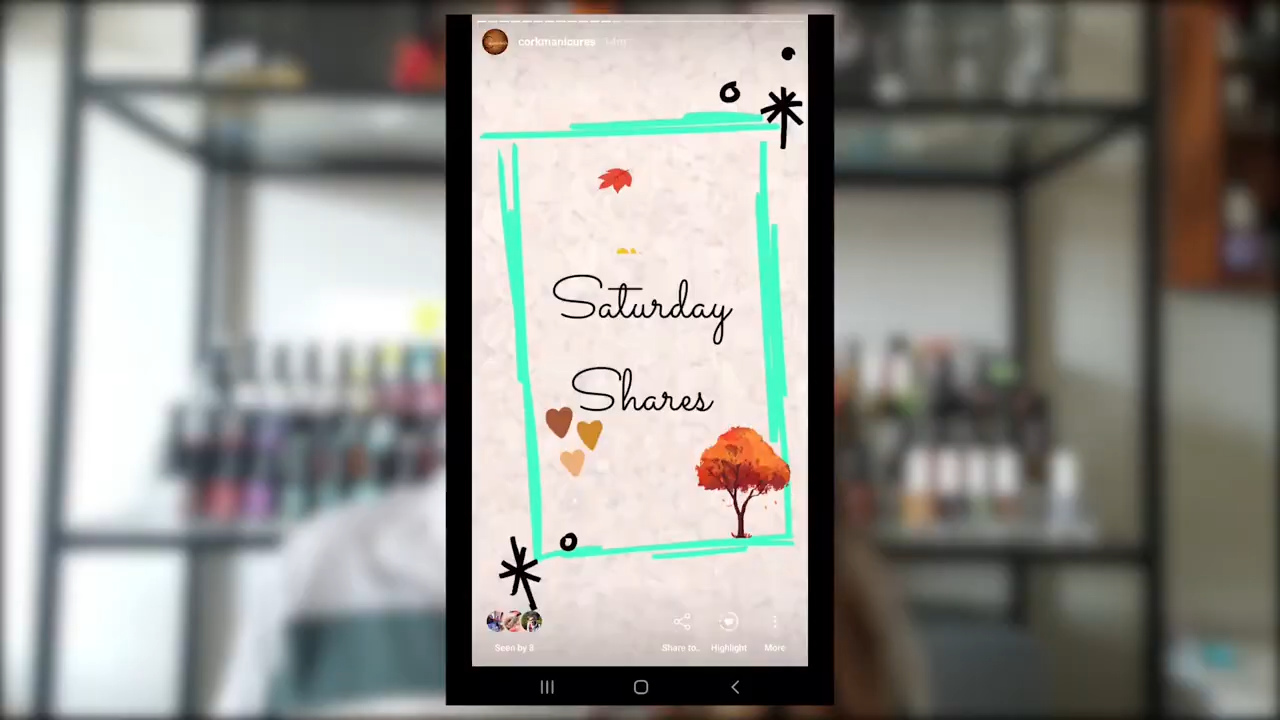 corkmanicures
Saturday
Shares
Seen by 8
Share to..
Highlight
More